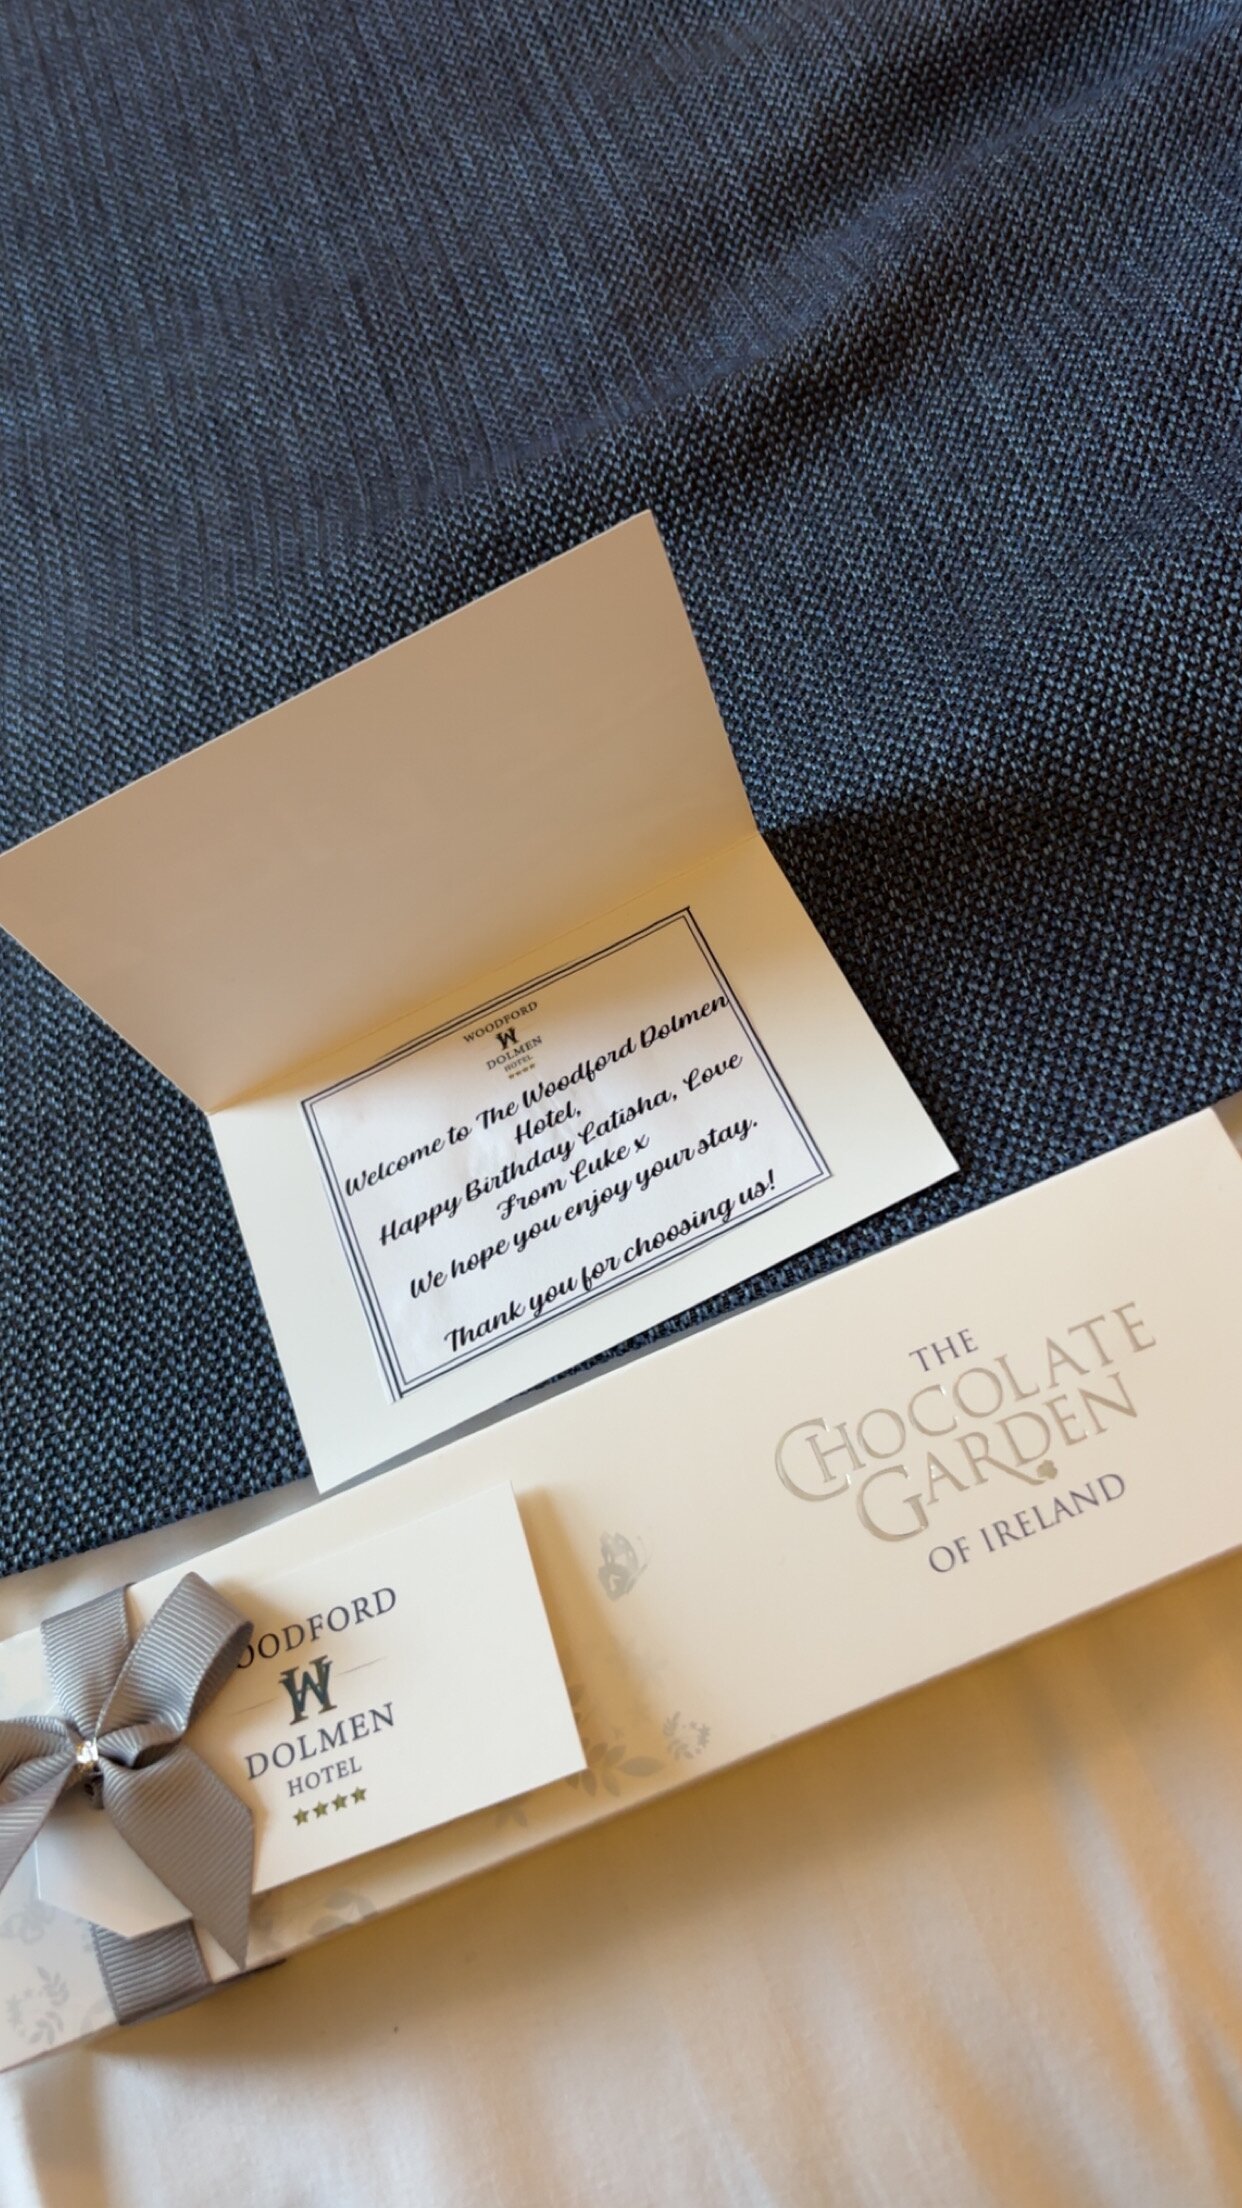 WOODFORD
W
DOLMEN
HOTEL
Welcome to The Woodford Dolmen
Hotel,
Happy Birthday Latisha, Love
From Luke x
We hope you enjoy your stay.
Thank you for choosing us!
THE
CHOCOLATE
GARDEN
OF IRELAND
OODFORD
W
DOLMEN
HOTEL